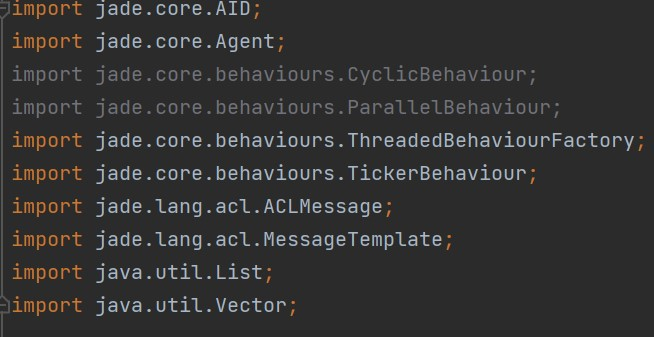 import jade.core.AID;
import jade.core.Agent;
import jade.core.behaviours.CyclicBehaviour;
import jade.core.behaviours.ParallelBehaviour;
import jade.core.behaviours.ThreadedBehaviourFactory;
import jade.core.behaviours.TickerBehaviour;
import jade.lang.acl.ACLMessage;
import jade.lang.acl.MessageTemplate;
import java.util.List;
import java.util.Vector;